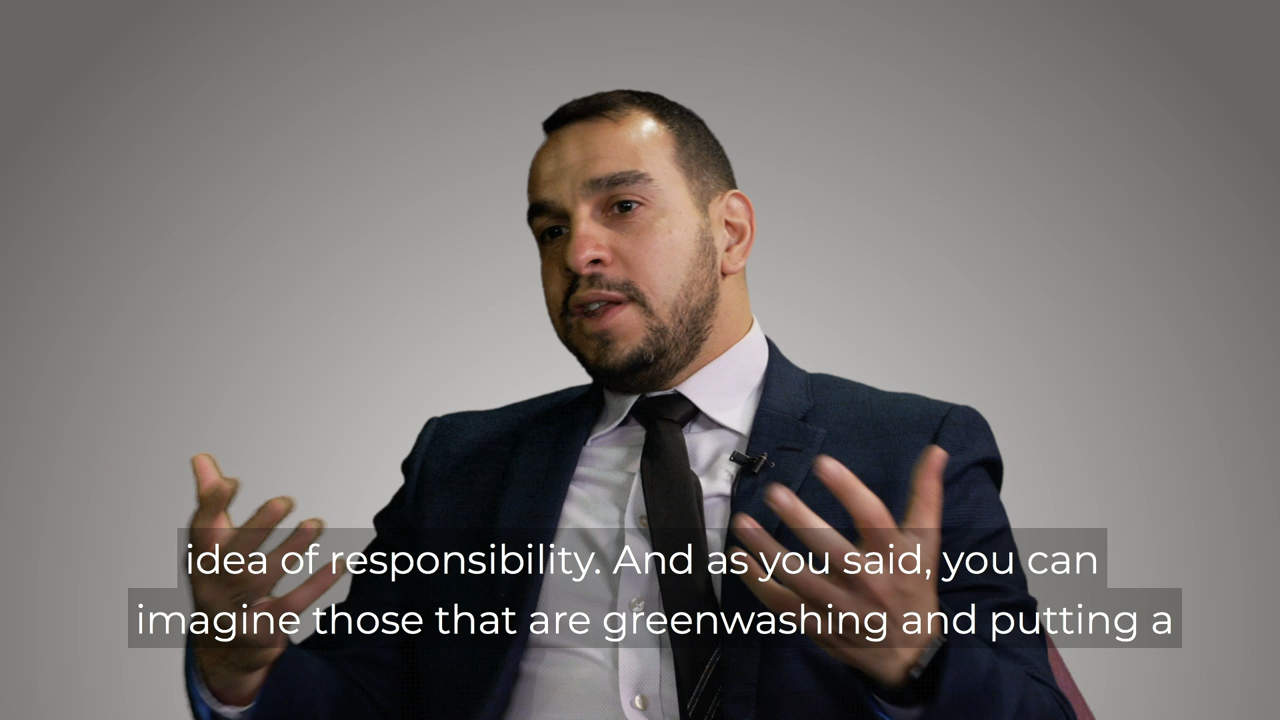 idea of responsibility. And as you said, you can
imagine those that are greenwashing and putting a